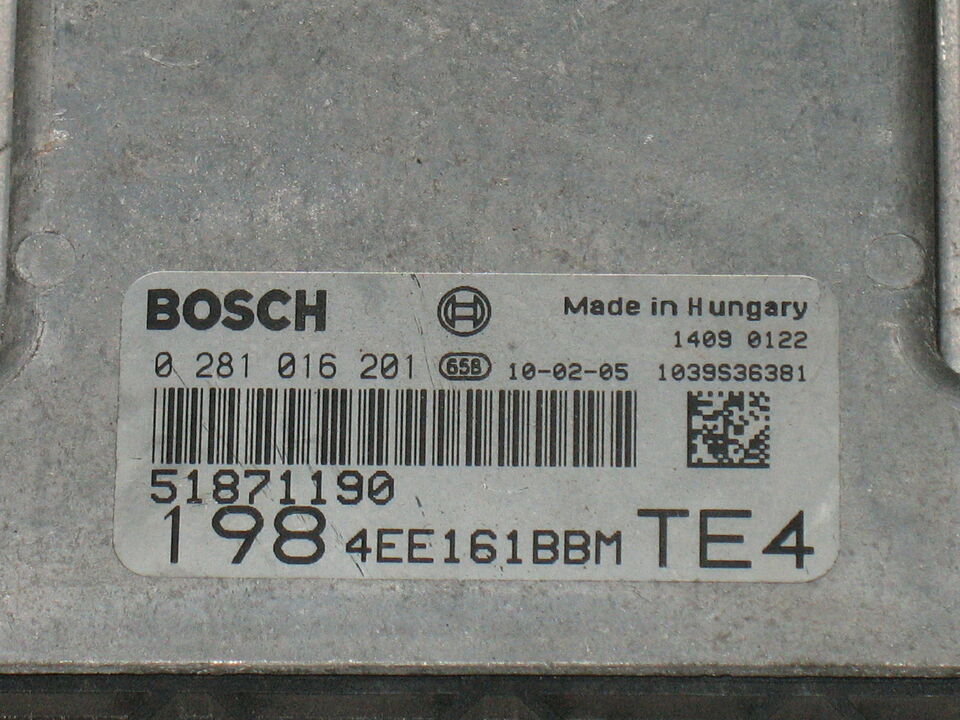 BOSCH H Made in Hungary
1409 0122
0 281 016 201 658 10-02-05 1039S36381
51871190
198 4EE161BBM TE4